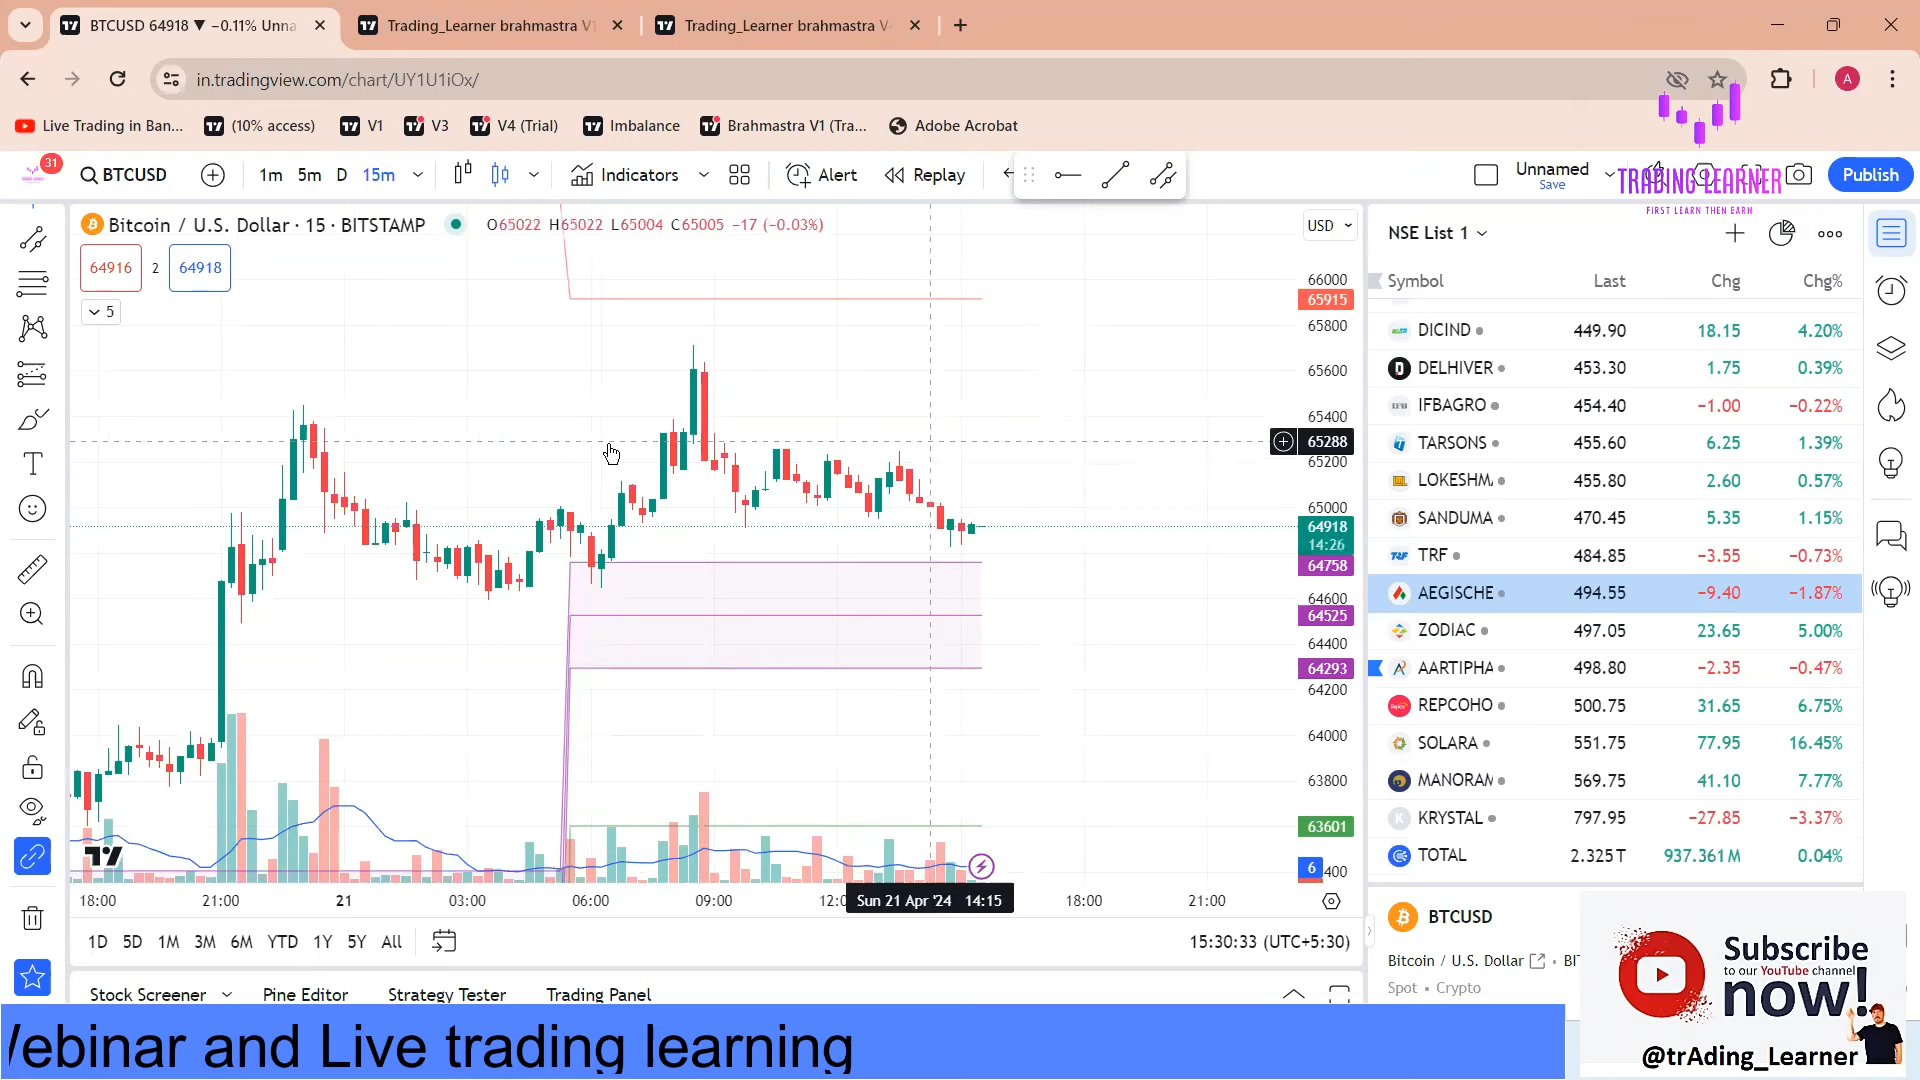 BTCUSD 64918 ▼ −0.11% Unna
Trading_Learner brahmastra V
Trading_Learner brahmastra V
in.tradingview.com/chart/UY1U1iOx/
A
Live Trading in Ban...
(10% access)
V1
V3
V4 (Trial)
Imbalance
Brahmastra V1 (Tra...
Adobe Acrobat
31
BTCUSD
1m 5m D 15m
Indicators
Alert
Replay
Unnamed
Save
TRADING LEARNER
FIRST LEARN THEN EARN
Publish
Bitcoin / U.S. Dollar · 15 · BITSTAMP
O65022 H65022 L65004 C65005 −17 (−0.03%)
USD
64916 2 64918
5
66000
65915
65800
65600
65400
65288
65200
65000
64918
14:26
64758
64600
64525
64400
64293
64200
64000
63800
63601
6
400
18:00 21:00 21 03:00 06:00 09:00 12:0 Sun 21 Apr '24 14:15 18:00 21:00
1D 5D 1M 3M 6M YTD 1Y 5Y All
15:30:33 (UTC+5:30)
Stock Screener Pine Editor Strategy Tester Trading Panel
NSE List 1
Symbol Last Chg Chg%
DICIND 449.90 18.15 4.20%
DELHIVER 453.30 1.75 0.39%
IFBAGRO 454.40 −1.00 −0.22%
TARSONS 455.60 6.25 1.39%
LOKESHM 455.80 2.60 0.57%
SANDUMA 470.45 5.35 1.15%
TRF 484.85 −3.55 −0.73%
AEGISCHE 494.55 −9.40 −1.87%
ZODIAC 497.05 23.65 5.00%
AARTIPHA 498.80 −2.35 −0.47%
REPCOHO 500.75 31.65 6.75%
SOLARA 551.75 77.95 16.45%
MANORAM 569.75 41.10 7.77%
KRYSTAL 797.95 −27.85 −3.37%
TOTAL 2.325T 937.361M 0.04%
BTCUSD
Bitcoin / U.S. Dollar
Spot • Crypto
Subscribe
to our YouTube channel
now!
@trAding_Learner
Webinar and Live trading learning